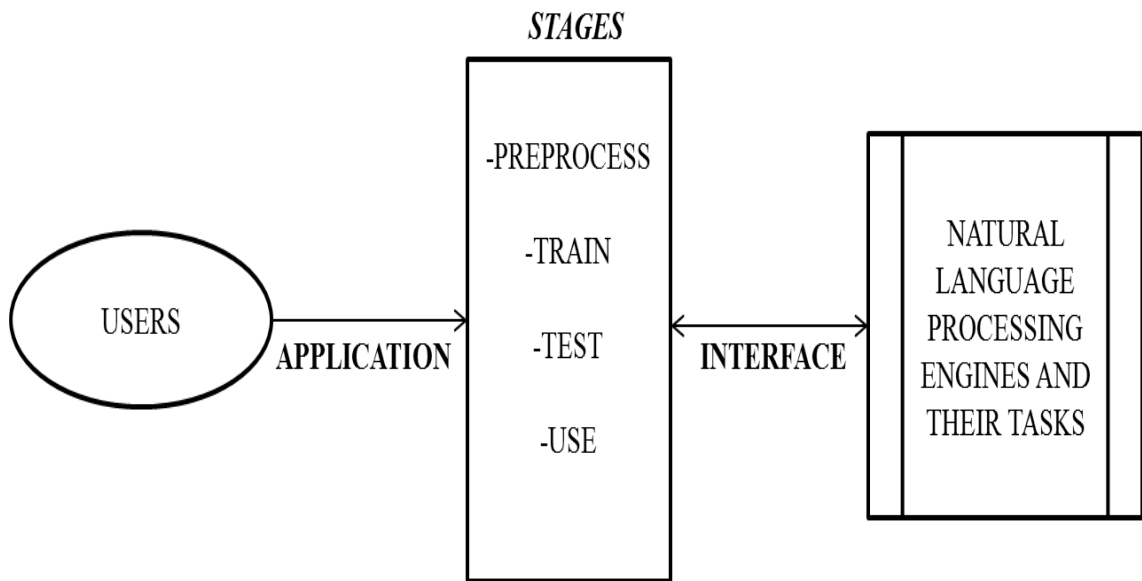 STAGES
-PREPROCESS
-TRAIN
-TEST
-USE
USERS
APPLICATION
INTERFACE
NATURAL
LANGUAGE
PROCESSING
ENGINES AND
THEIR TASKS